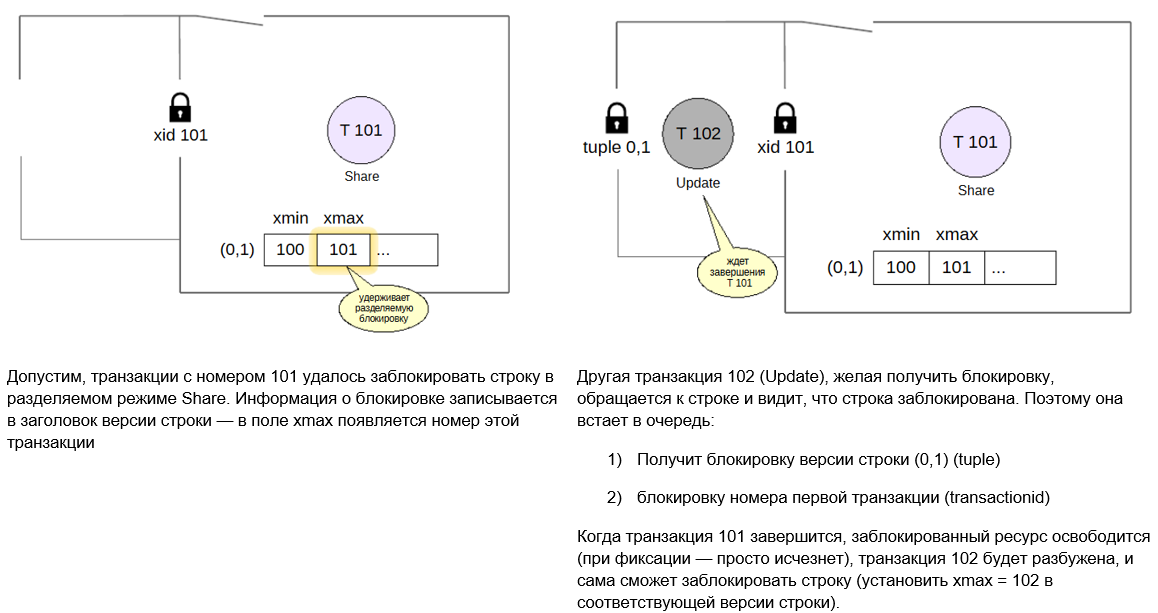 xid 101
T 101
Share
xmin xmax
(0,1) 100 101 ...
удерживает
разделяемую
блокировку
Допустим, транзакции с номером 101 удалось заблокировать строку в
разделяемом режиме Share. Информация о блокировке записывается
в заголовок версии строки — в поле xmax появляется номер этой
транзакции
tuple 0,1
T 102
Update
xid 101
T 101
Share
ждет
завершения
T 101
xmin xmax
(0,1) 100 101 ...
Другая транзакция 102 (Update), желая получить блокировку,
обращается к строке и видит, что строка заблокирована. Поэтому она
встает в очередь:
1) Получит блокировку версии строки (0,1) (tuple)
2) блокировку номера первой транзакции (transactionid)
Когда транзакция 101 завершится, заблокированный ресурс освободится
(при фиксации — просто исчезнет), транзакция 102 будет разбужена, и
сама сможет заблокировать строку (установить xmax = 102 в
соответствующей версии строки).